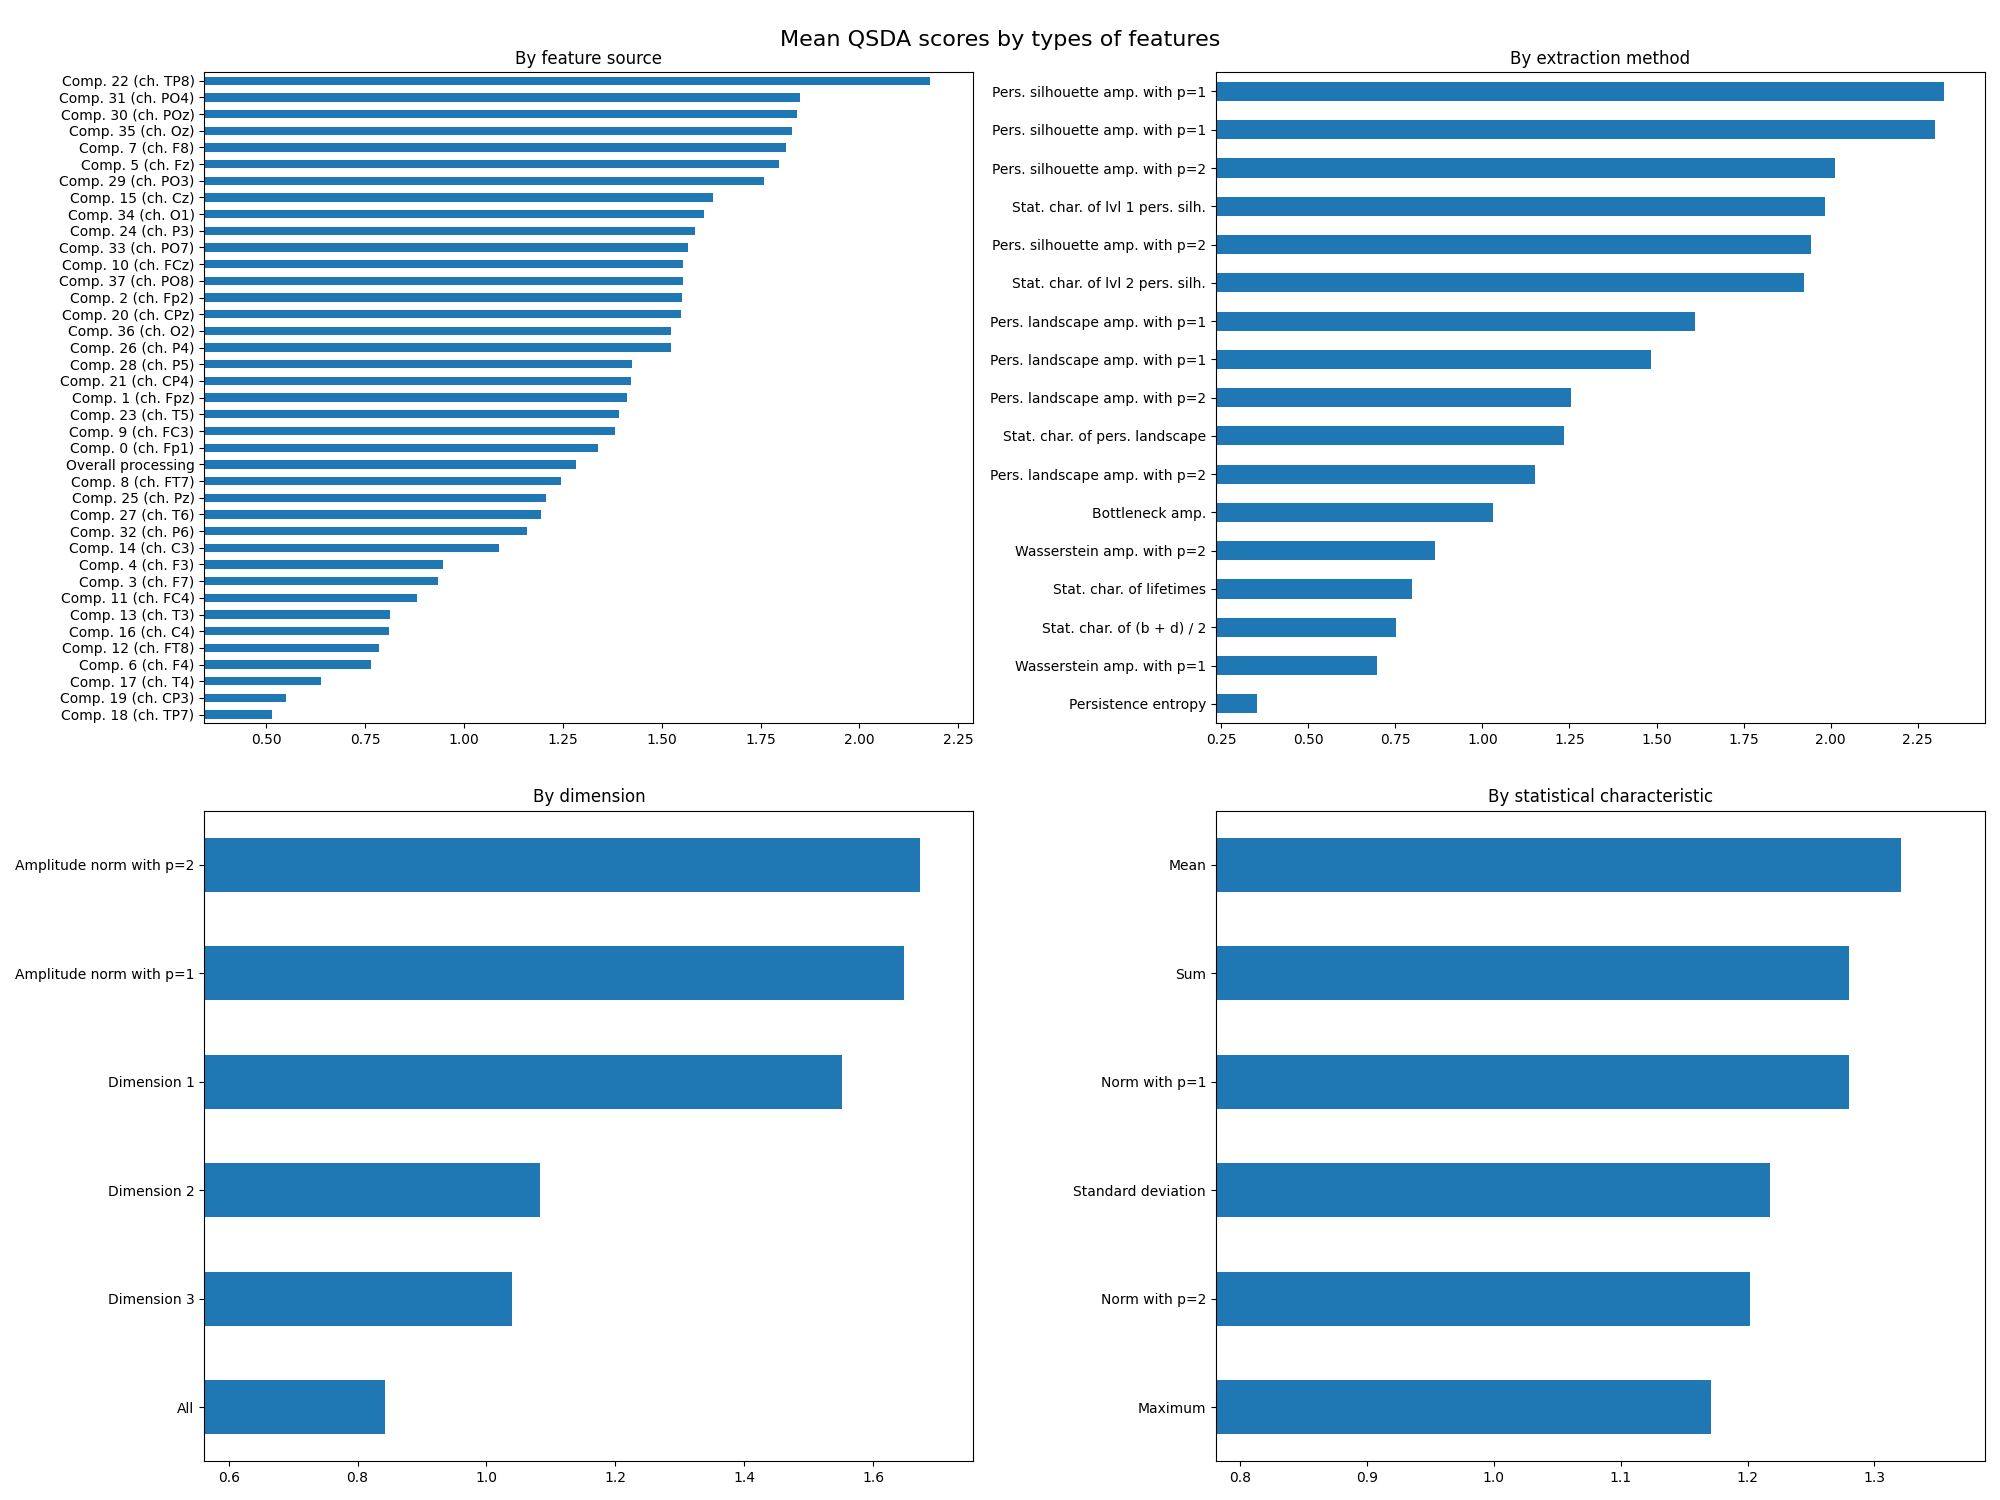 Mean QSDA scores by types of features
By feature source
Comp. 22 (ch. TP8)
Comp. 31 (ch. PO4)
Comp. 30 (ch. POz)
Comp. 35 (ch. Oz)
Comp. 7 (ch. F8)
Comp. 5 (ch. Fz)
Comp. 29 (ch. PO3)
Comp. 15 (ch. Cz)
Comp. 34 (ch. O1)
Comp. 24 (ch. P3)
Comp. 33 (ch. PO7)
Comp. 10 (ch. FCz)
Comp. 37 (ch. PO8)
Comp. 2 (ch. Fp2)
Comp. 20 (ch. CPz)
Comp. 36 (ch. O2)
Comp. 26 (ch. P4)
Comp. 28 (ch. P5)
Comp. 21 (ch. CP4)
Comp. 1 (ch. Fpz)
Comp. 23 (ch. T5)
Comp. 9 (ch. FC3)
Comp. 0 (ch. Fp1)
Overall processing
Comp. 8 (ch. FT7)
Comp. 25 (ch. Pz)
Comp. 27 (ch. T6)
Comp. 32 (ch. P6)
Comp. 14 (ch. C3)
Comp. 4 (ch. F3)
Comp. 3 (ch. F7)
Comp. 11 (ch. FC4)
Comp. 13 (ch. T3)
Comp. 16 (ch. C4)
Comp. 12 (ch. FT8)
Comp. 6 (ch. F4)
Comp. 17 (ch. T4)
Comp. 19 (ch. CP3)
Comp. 18 (ch. TP7)
0.50 0.75 1.00 1.25 1.50 1.75 2.00 2.25
By extraction method
Pers. silhouette amp. with p=1
Pers. silhouette amp. with p=1
Pers. silhouette amp. with p=2
Stat. char. of lvl 1 pers. silh.
Pers. silhouette amp. with p=2
Stat. char. of lvl 2 pers. silh.
Pers. landscape amp. with p=1
Pers. landscape amp. with p=1
Pers. landscape amp. with p=2
Stat. char. of pers. landscape
Pers. landscape amp. with p=2
Bottleneck amp.
Wasserstein amp. with p=2
Stat. char. of lifetimes
Stat. char. of (b + d) / 2
Wasserstein amp. with p=1
Persistence entropy
0.25 0.50 0.75 1.00 1.25 1.50 1.75 2.00 2.25
By dimension
Amplitude norm with p=2
Amplitude norm with p=1
Dimension 1
Dimension 2
Dimension 3
All
0.6 0.8 1.0 1.2 1.4 1.6
By statistical characteristic
Mean
Sum
Norm with p=1
Standard deviation
Norm with p=2
Maximum
0.8 0.9 1.0 1.1 1.2 1.3